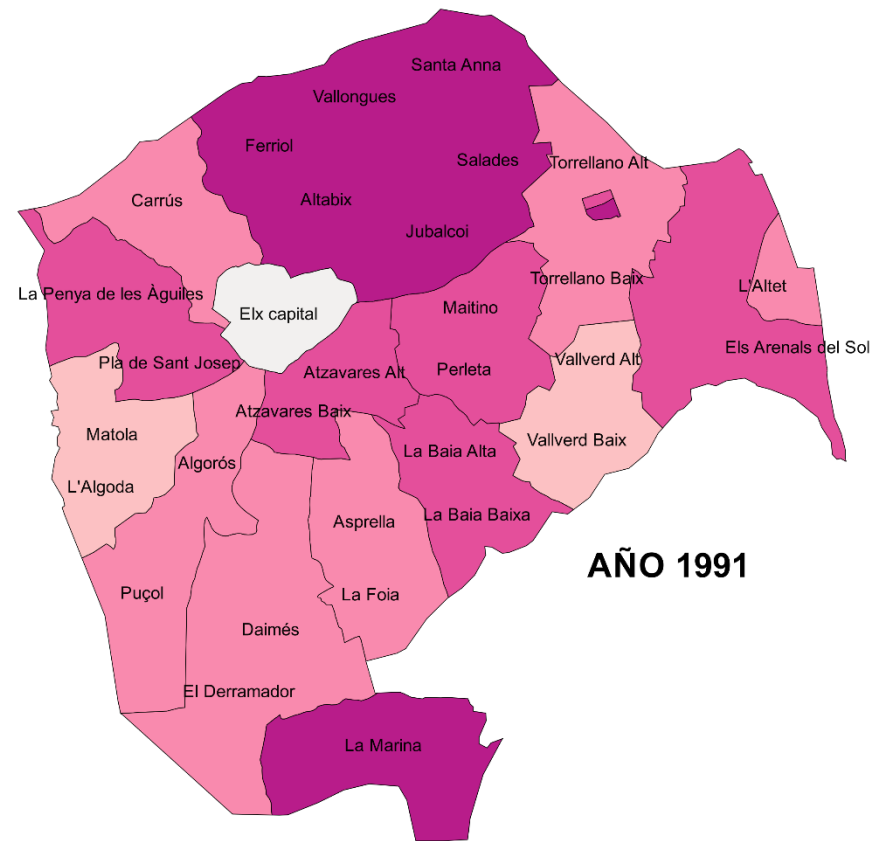 Santa Anna
Vallongues
Ferriol
Salades
Torrellano Alt
Carrús
Altabix
Jubalcoi
La Penya de les Àguiles
Elx capital
Maitino
Torrellano Baix
L'Altet
Pla de Sant Josep
Atzavares Alt
Perleta
Vallverd Alt
Els Arenals del Sol
Atzavares Baix
Matola
Algorós
La Baia Alta
Vallverd Baix
L'Algoda
Asprella
La Baia Baixa
AÑO 1991
Puçol
La Foia
Daimés
El Derramador
La Marina